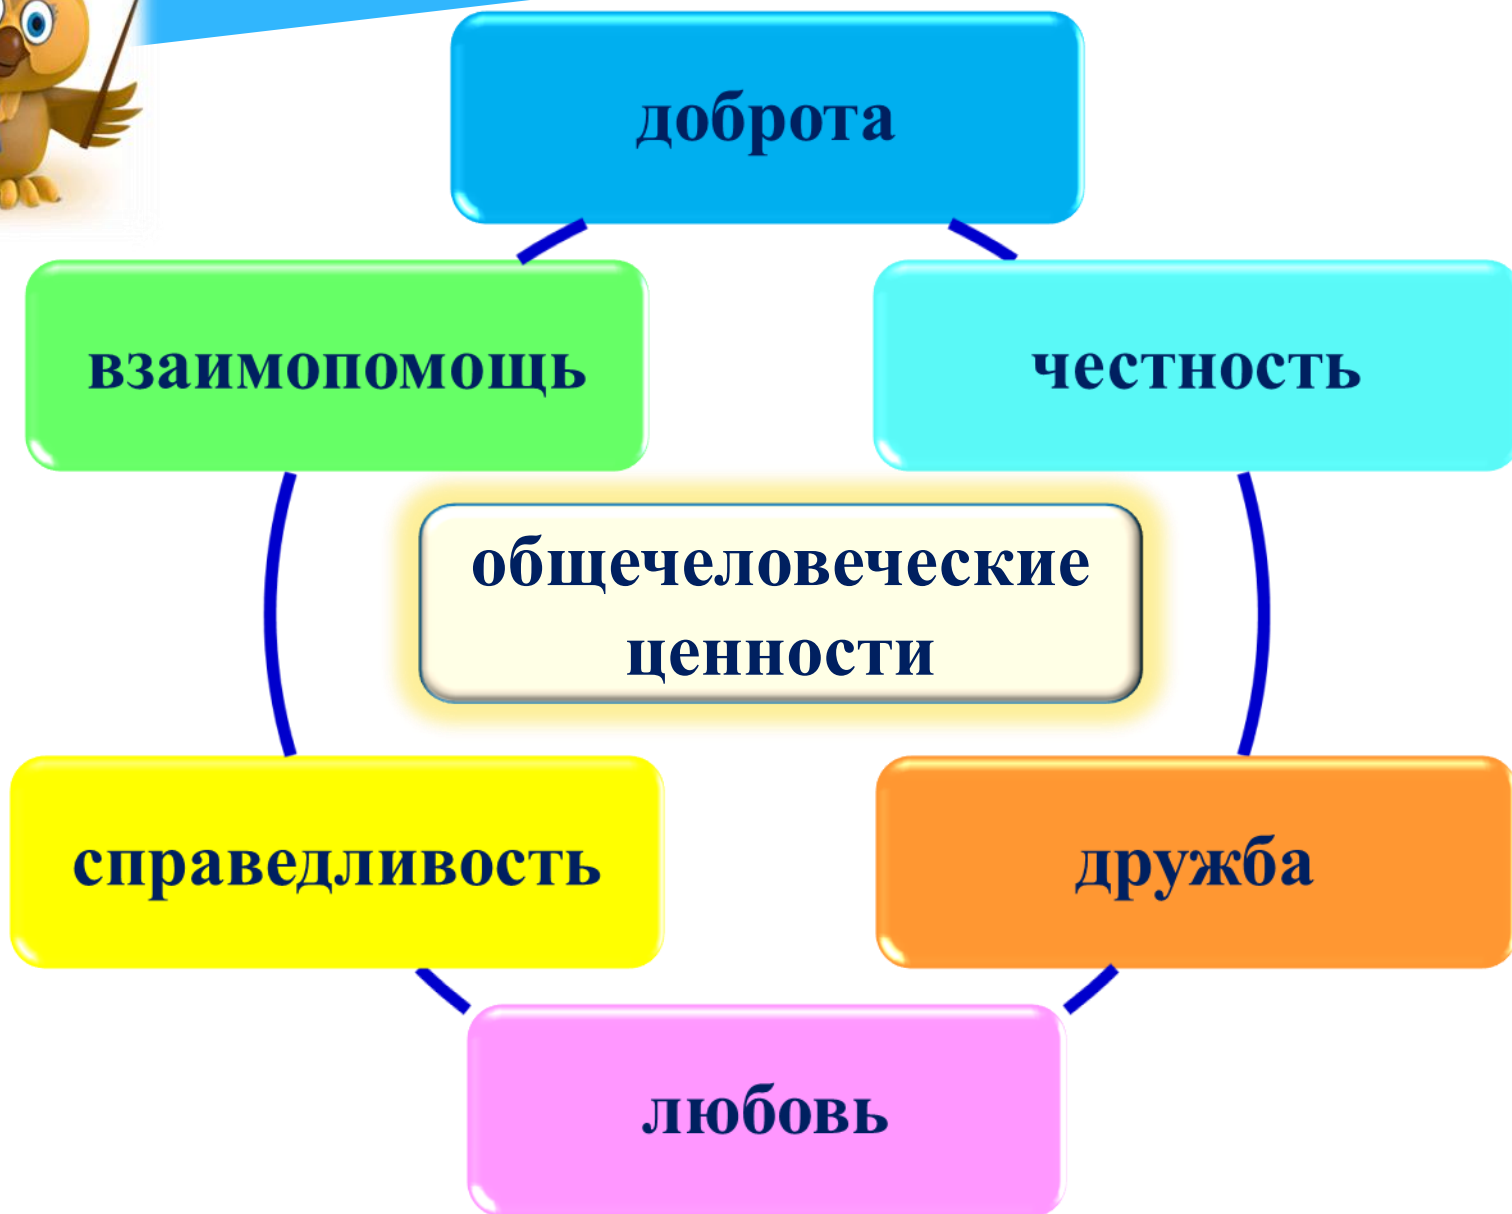 доброта
взаимопомощь
честность
общечеловеческие
ценности
справедливость
дружба
любовь